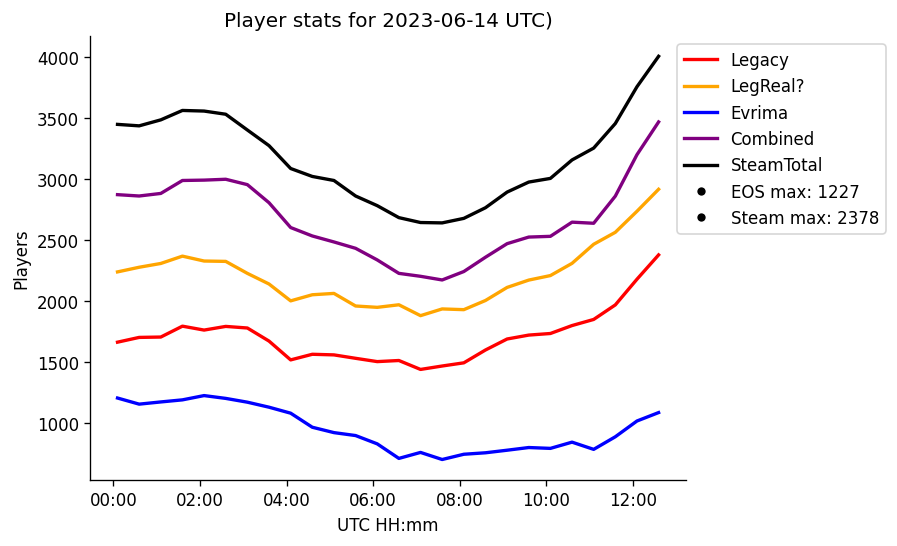 Player stats for 2023-06-14 UTC)
4000
3500
3000
2500
2000
1500
1000
Players
00:00 02:00 04:00 06:00 08:00 10:00 12:00
UTC HH:mm
Legacy
LegReal?
Evrima
Combined
SteamTotal
EOS max: 1227
Steam max: 2378